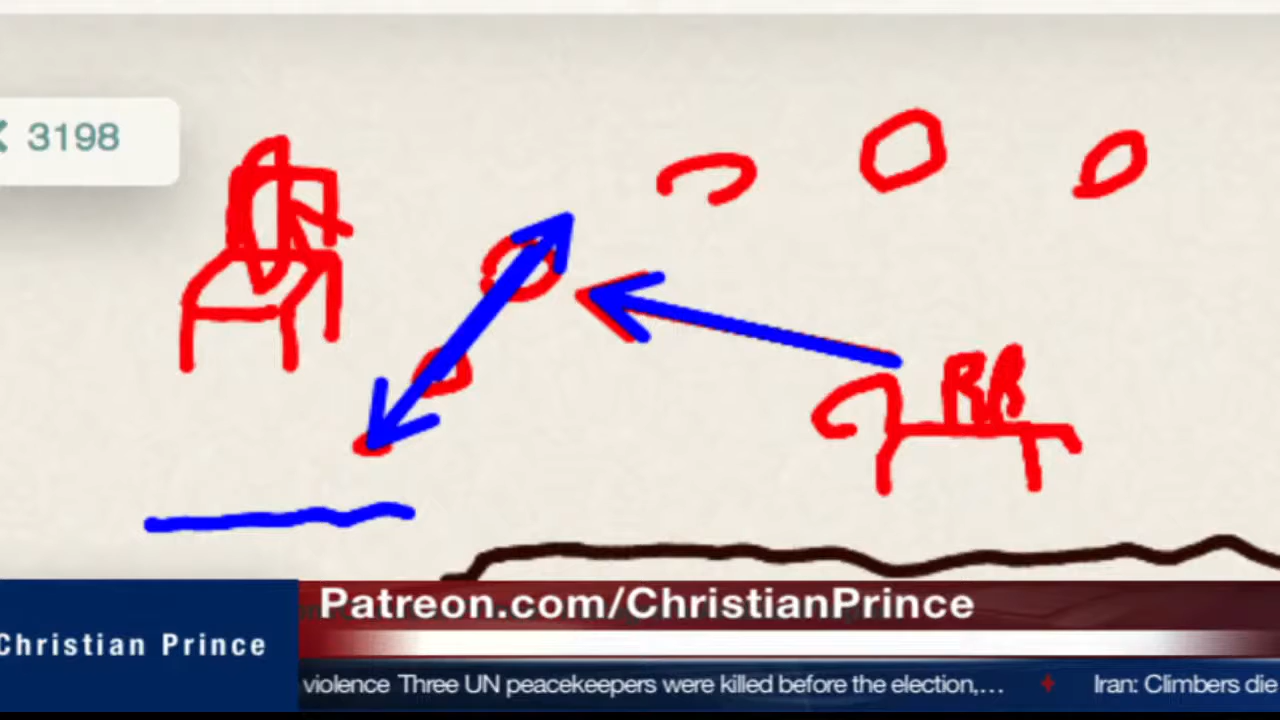 3198
Patreon.com/ChristianPrince
Christian Prince
violence Three UN peacekeepers were killed before the election,... Iran: Climbers die